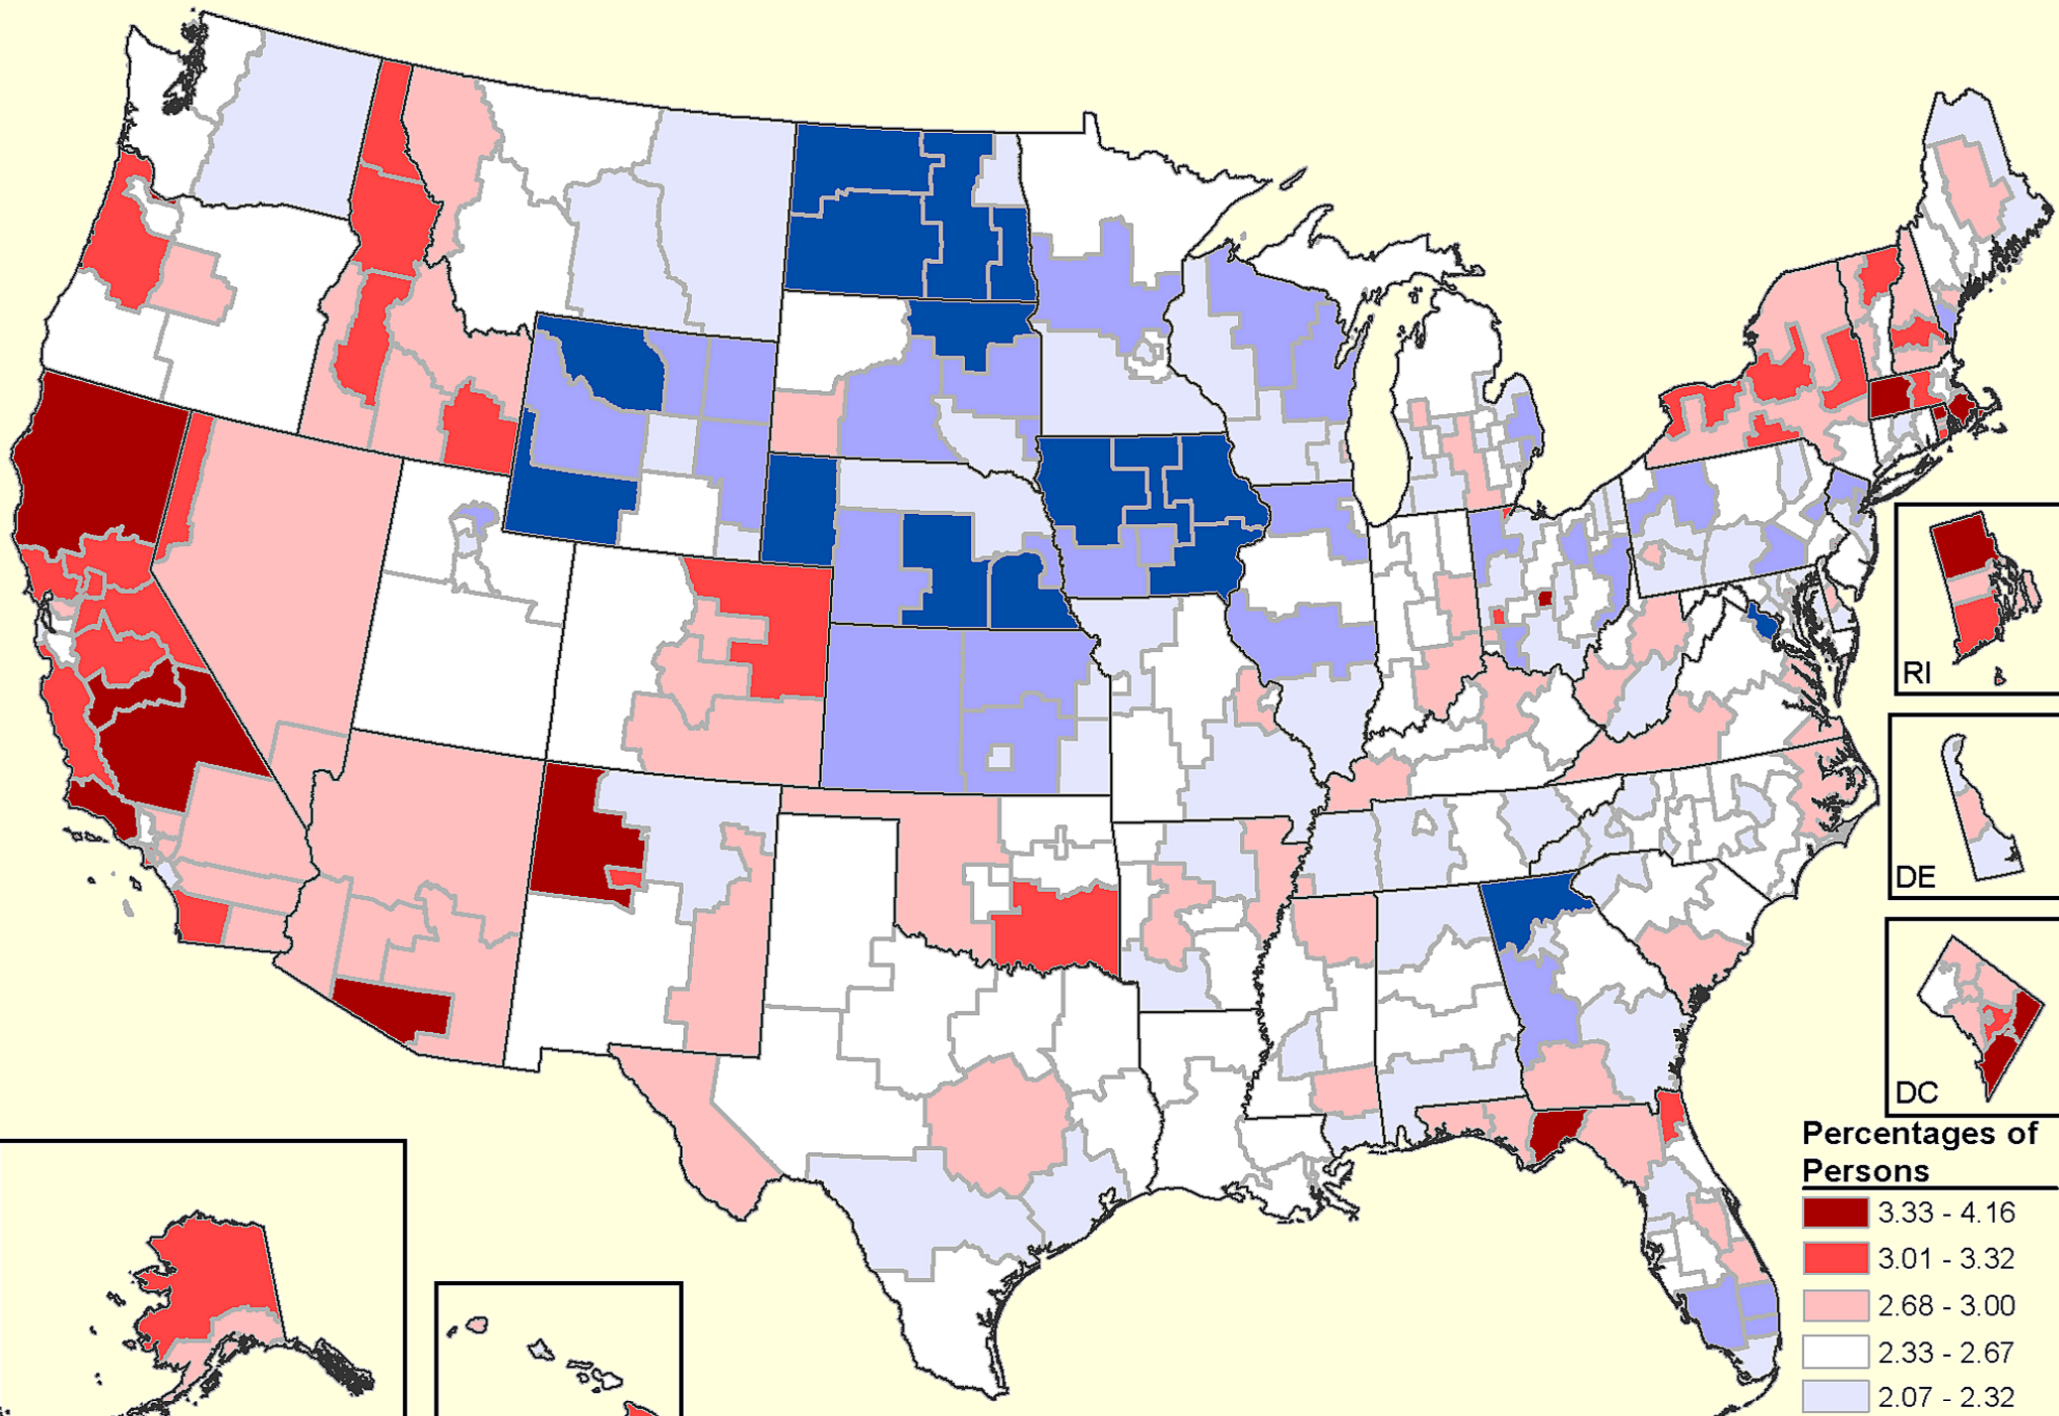 RI
DE
DC
Percentages of
Persons
3.33 - 4.16
3.01 - 3.32
2.68 - 3.00
2.33 - 2.67
2.07 - 2.32